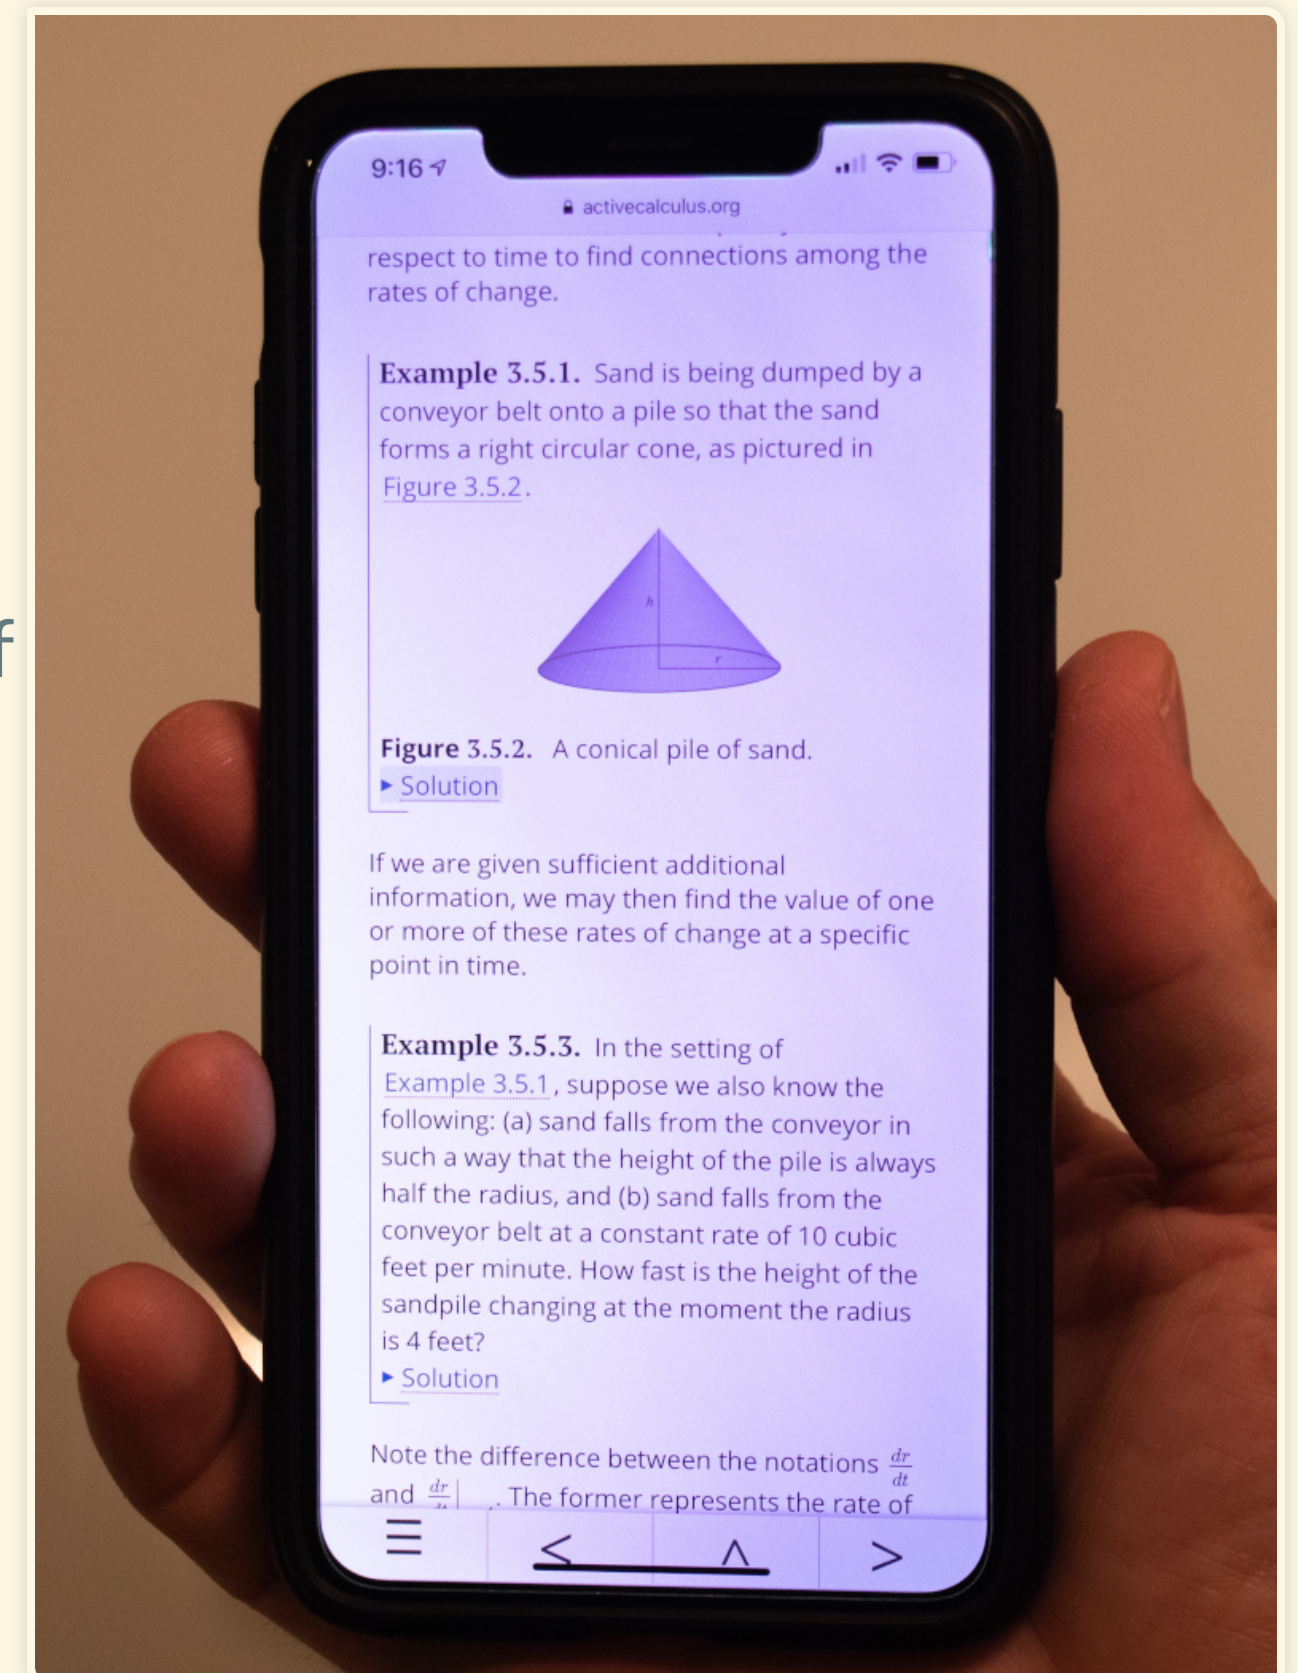 f
9:16
activecalculus.org
respect to time to find connections among the
rates of change.
Example 3.5.1. Sand is being dumped by a
conveyor belt onto a pile so that the sand
forms a right circular cone, as pictured in
Figure 3.5.2.
h
r
Figure 3.5.2. A conical pile of sand.
▸ Solution
If we are given sufficient additional
information, we may then find the value of one
or more of these rates of change at a specific
point in time.
Example 3.5.3. In the setting of
Example 3.5.1, suppose we also know the
following: (a) sand falls from the conveyor in
such a way that the height of the pile is always
half the radius, and (b) sand falls from the
conveyor belt at a constant rate of 10 cubic
feet per minute. How fast is the height of the
sandpile changing at the moment the radius
is 4 feet?
▸ Solution
Note the difference between the notations dr/dt
and dr . The former represents the rate of